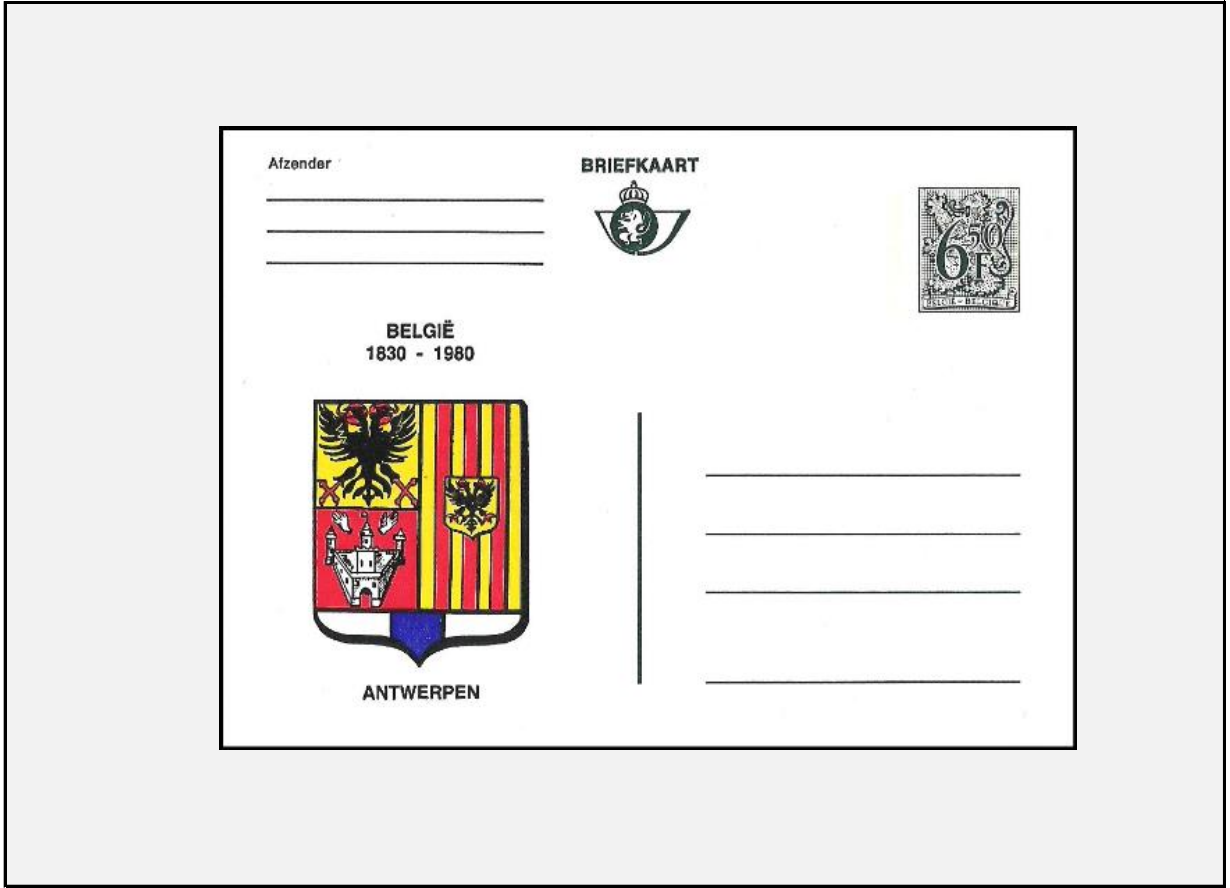 Afzender
BRIEFKAART
6 50 F
BELGIË - BELGIQUE
BELGIË
1830 - 1980
ANTWERPEN